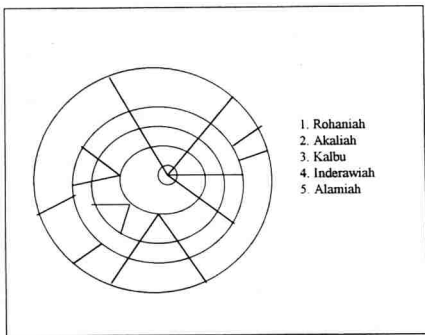 1. Rohaniah
2. Akaliah
3. Kalbu
4. Inderawiah
5. Alamiah